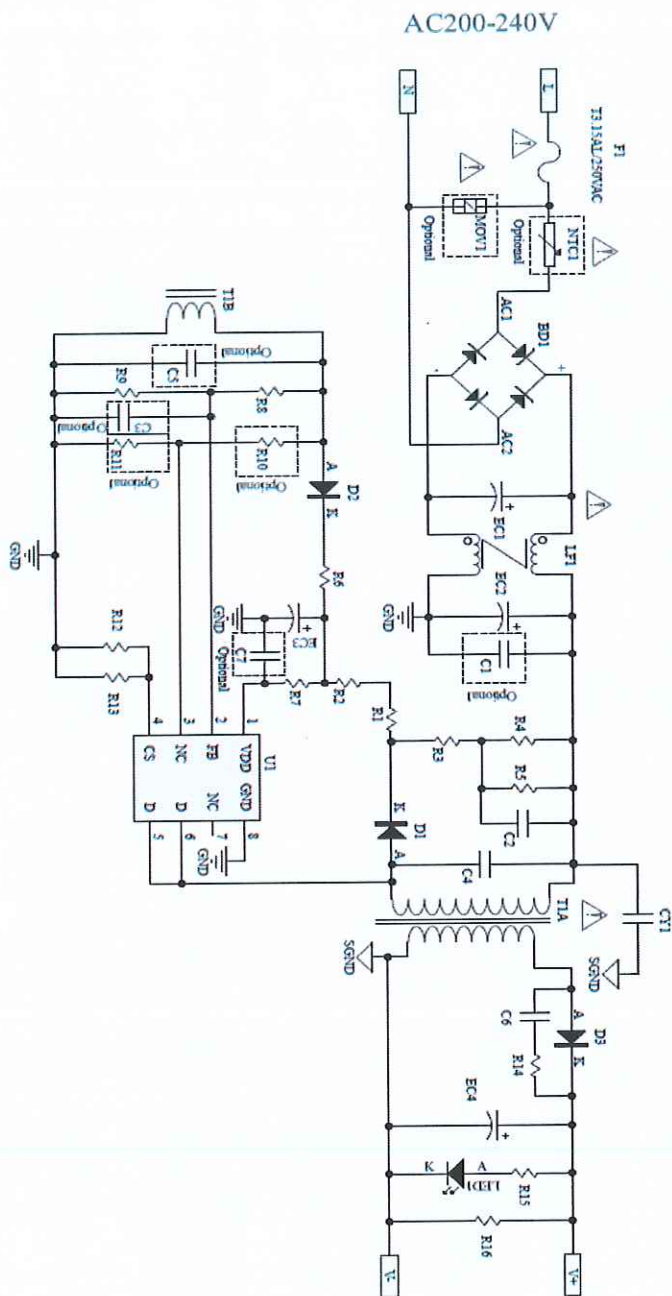 AC200-240V
N
L
F1
T3.15AL/250VAC
MOV1
Optional
NTC1
Optional
AC1
BD1
+
AC2
EC1
+
LF1
EC2
+
GND
C1
Optional
T1B
Optional
C5
R9
R8
C3
Optional
R11
Optional
R10
Optional
A
D2
K
R6
GND
EC3
+
C7
Optional
R7
R2
R1
R3
R4
R5
C2
K
D1
A
C4
GND
R12
R13
4
3
2
1
CS
NC
FB
VDD
U1
D
D
NC
GND
5
6
7
8
GND
T1A
CY1
SGND
SGND
A
D3
K
C6
R14
EC4
+
K
A
LED1
R15
R16
V-
V+